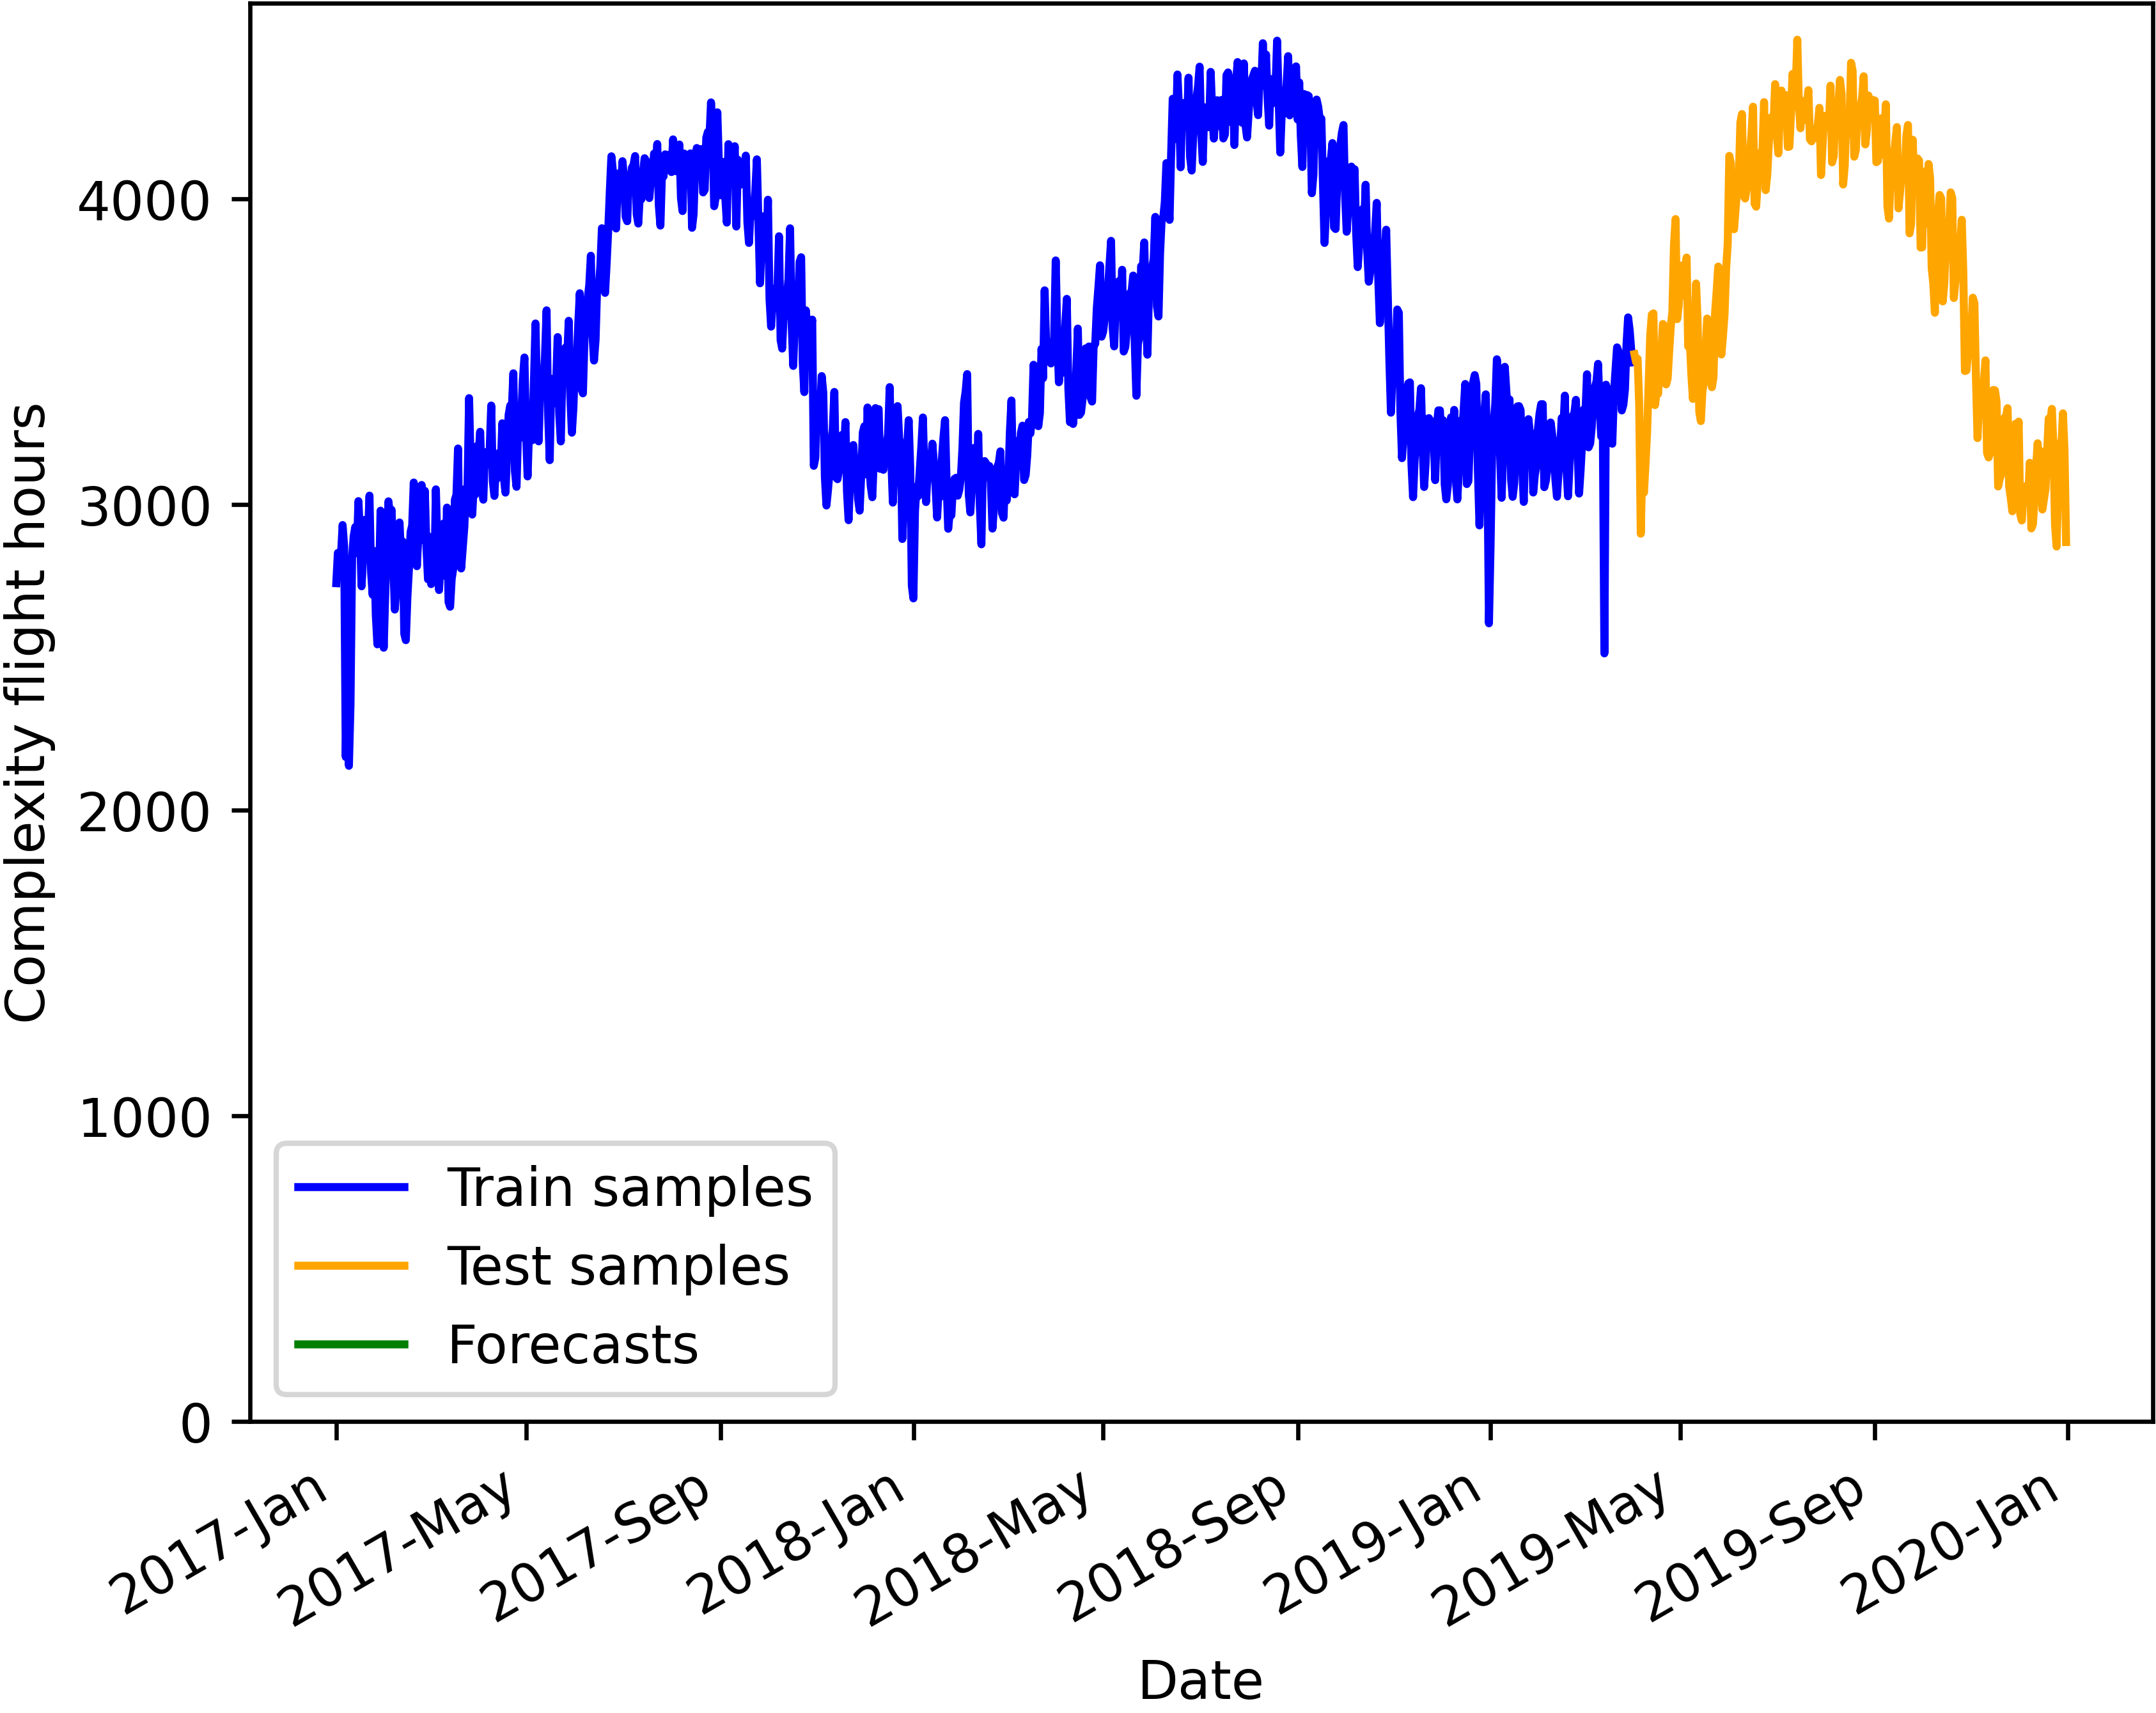 Complexity flight hours
4000
3000
2000
1000
0
Train samples
Test samples
Forecasts
2017-Jan
2017-May
2017-Sep
2018-Jan
2018-May
2018-Sep
2019-Jan
2019-May
2019-Sep
2020-Jan
Date